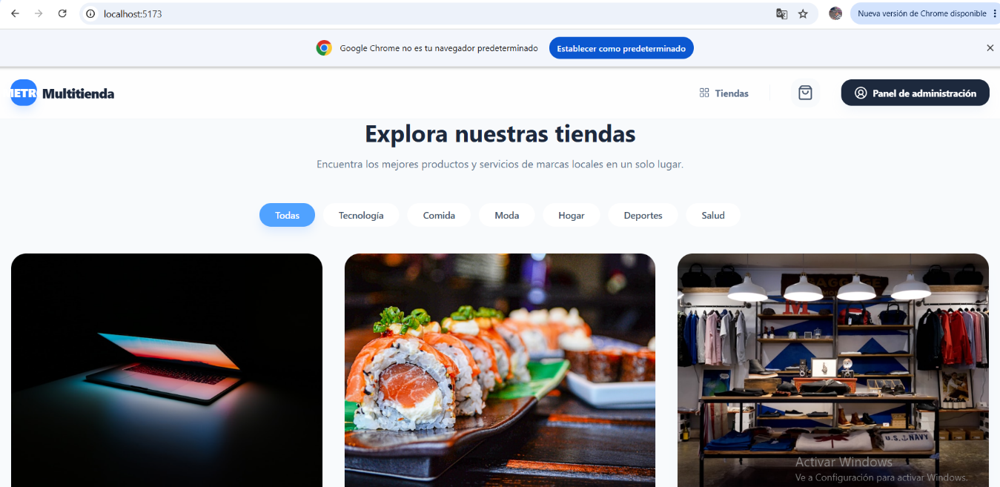 localhost:5173
Nueva versión de Chrome disponible
Google Chrome no es tu navegador predeterminado
Establecer como predeterminado
IETR
Multitienda
Tiendas
Panel de administración
Explora nuestras tiendas
Encuentra los mejores productos y servicios de marcas locales en un solo lugar.
Todas
Tecnología
Comida
Moda
Hogar
Deportes
Salud
M
U.S. NAVY
Activar Windows
Ve a Configuración para activar Windows.